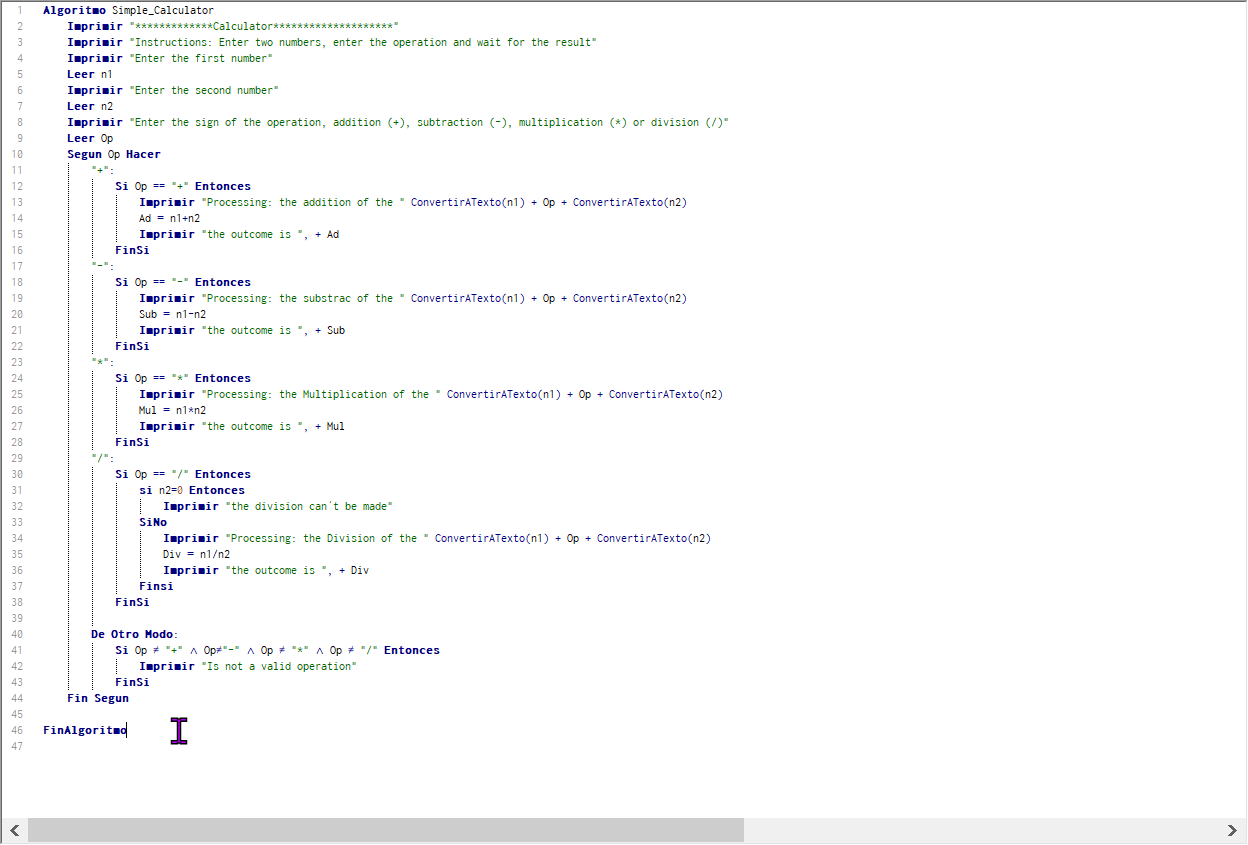 1 Algoritmo Simple_Calculator
2 Imprimir "*************Calculator********************"
3 Imprimir "Instructions: Enter two numbers, enter the operation and wait for the result"
4 Imprimir "Enter the first number"
5 Leer n1
6 Imprimir "Enter the second number"
7 Leer n2
8 Imprimir "Enter the sign of the operation, addition (+), subtraction (-), multiplication (*) or division (/)"
9 Leer Op
10 Segun Op Hacer
11 "+":
12 Si Op == "+" Entonces
13 Imprimir "Processing: the addition of the " ConvertirATexto(n1) + Op + ConvertirATexto(n2)
14 Ad = n1+n2
15 Imprimir "the outcome is ", + Ad
16 FinSi
17 "-":
18 Si Op == "-" Entonces
19 Imprimir "Processing: the substrac of the " ConvertirATexto(n1) + Op + ConvertirATexto(n2)
20 Sub = n1-n2
21 Imprimir "the outcome is ", + Sub
22 FinSi
23 "*":
24 Si Op == "*" Entonces
25 Imprimir "Processing: the Multiplication of the " ConvertirATexto(n1) + Op + ConvertirATexto(n2)
26 Mul = n1*n2
27 Imprimir "the outcome is ", + Mul
28 FinSi
29 "/":
30 Si Op == "/" Entonces
31 si n2=0 Entonces
32 Imprimir "the division can´t be made"
33 SiNo
34 Imprimir "Processing: the Division of the " ConvertirATexto(n1) + Op + ConvertirATexto(n2)
35 Div = n1/n2
36 Imprimir "the outcome is ", + Div
37 Finsi
38 FinSi
39
40 De Otro Modo:
41 Si Op ≠ "+" ∧ Op≠"-" ∧ Op ≠ "*" ∧ Op ≠ "/" Entonces
42 Imprimir "Is not a valid operation"
43 FinSi
44 Fin Segun
45
46 FinAlgoritmo
47